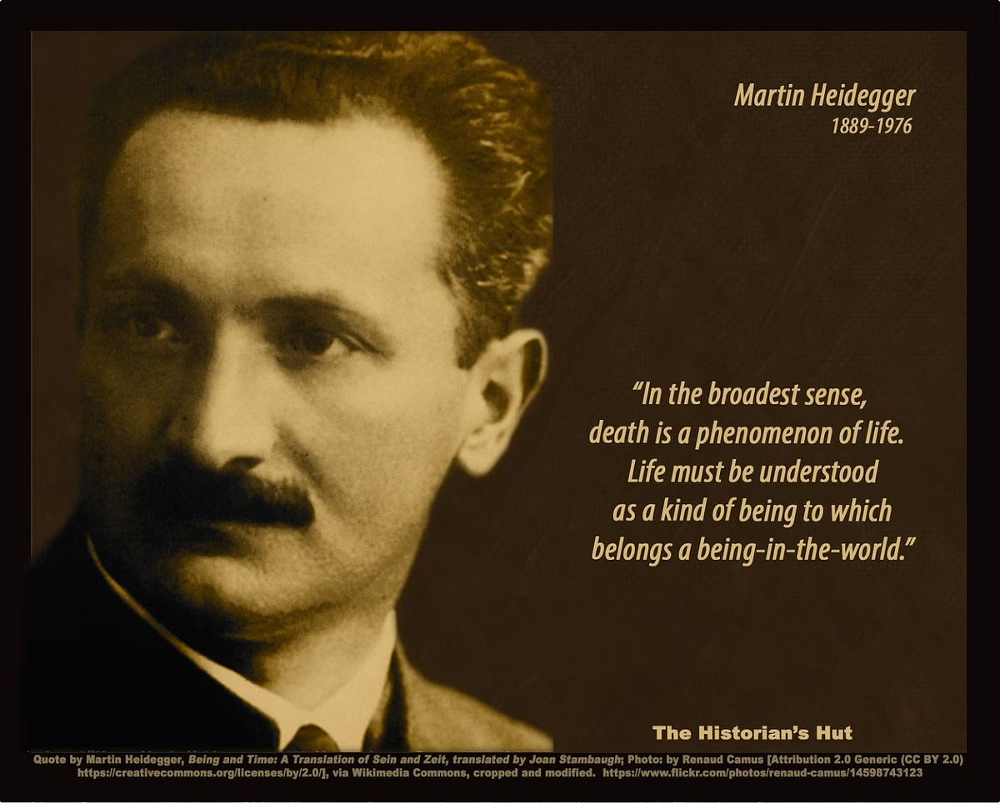 Martin Heidegger
1889-1976
“In the broadest sense,
death is a phenomenon of life.
Life must be understood
as a kind of being to which
belongs a being-in-the-world.”
The Historian’s Hut
Quote by Martin Heidegger, Being and Time: A Translation of Sein and Zeit, translated by Joan Stambaugh; Photo: by Renaud Camus [Attribution 2.0 Generic (CC BY 2.0)
https://creativecommons.org/licenses/by/2.0/], via Wikimedia Commons, cropped and modified. https://www.flickr.com/photos/renaud-camus/14598743123